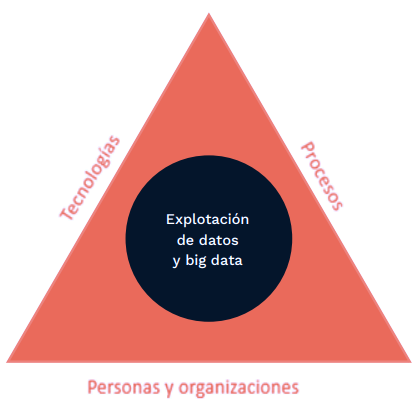 Tecnologías
Procesos
Explotación
de datos
y big data
Personas y organizaciones